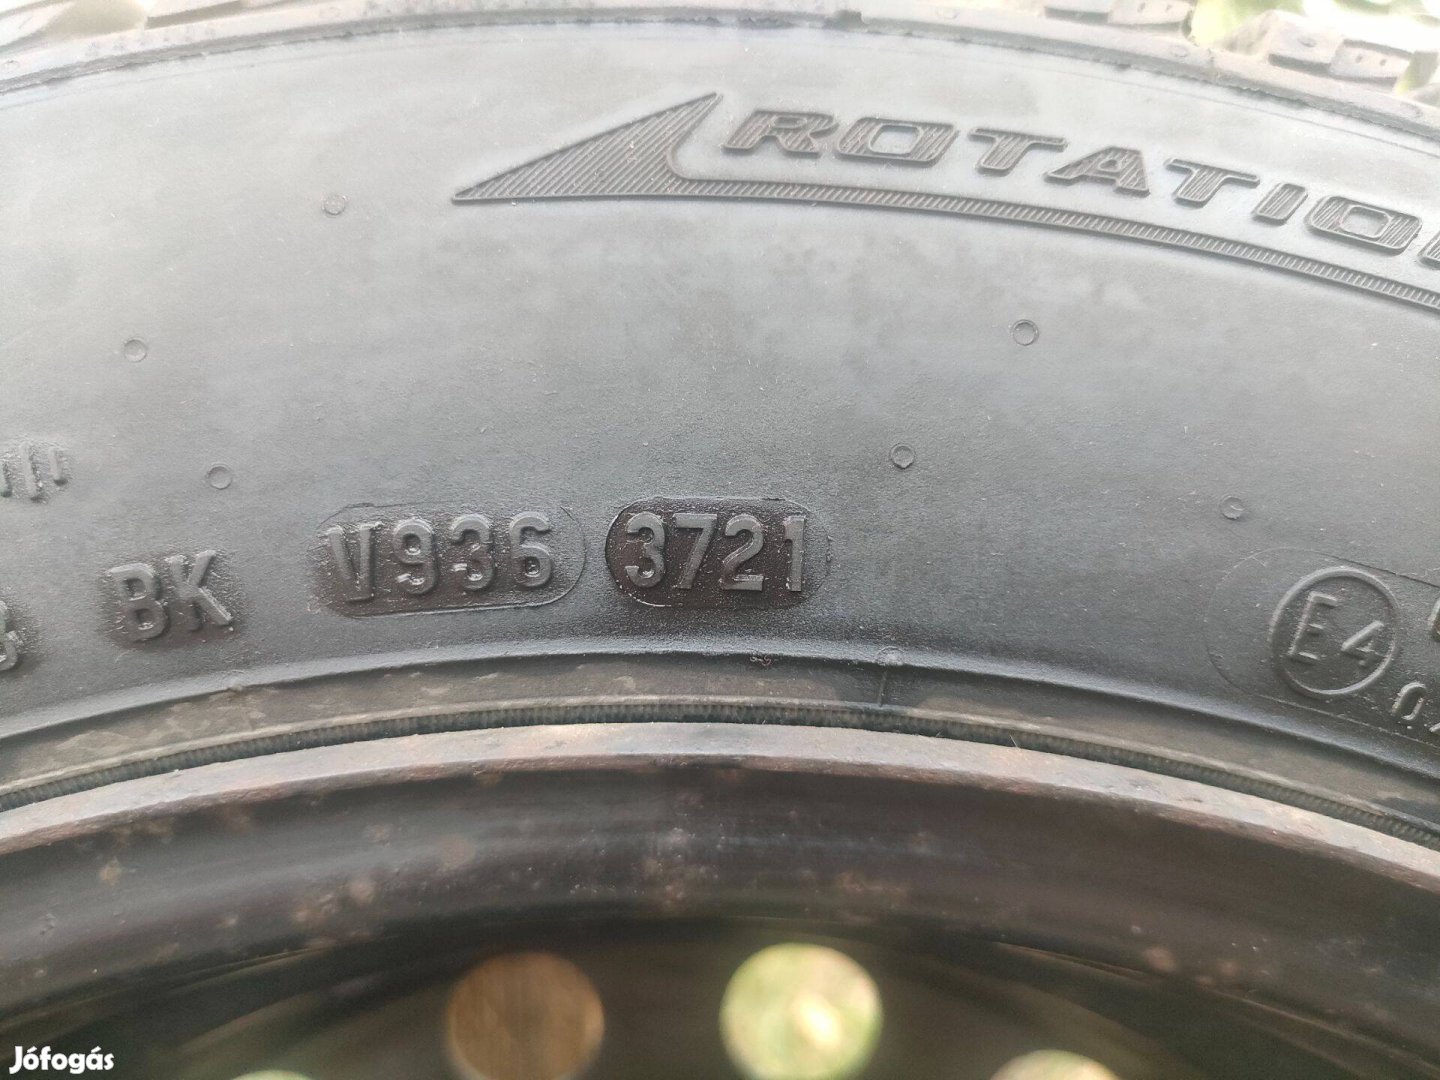 ROTATIO
BK V936 3721
E4
Jófogás